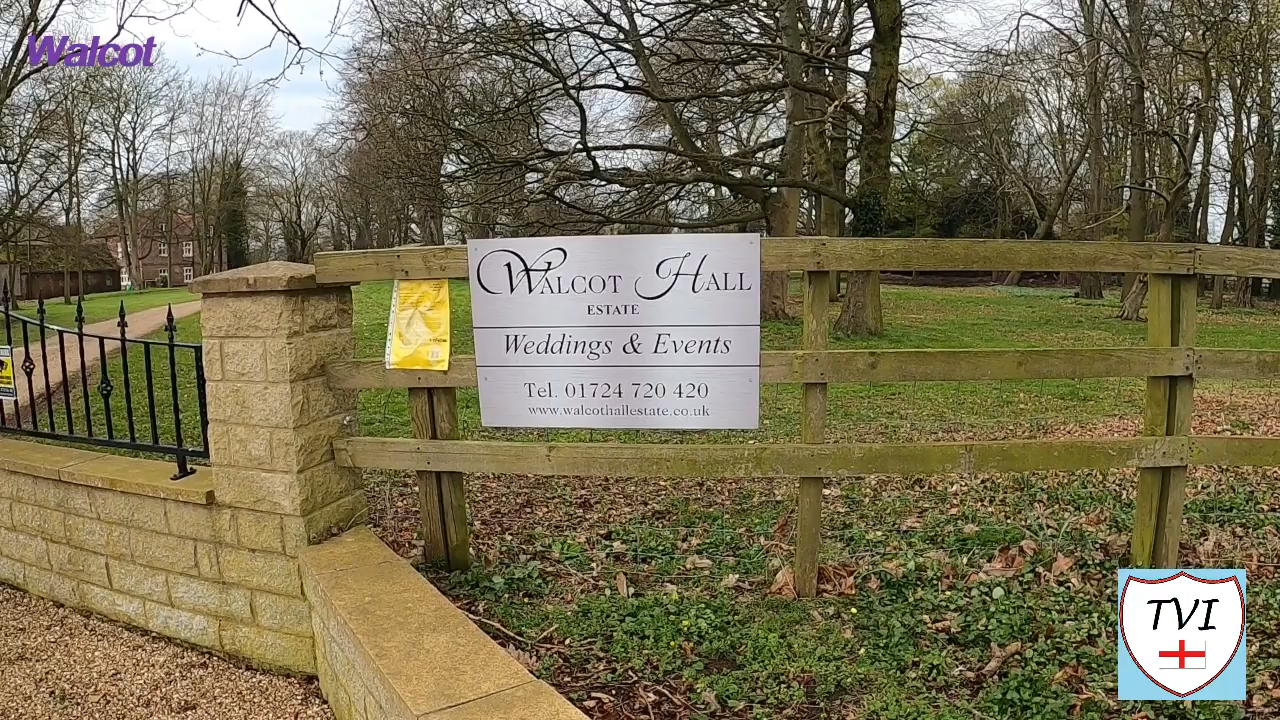 Walcot
WALCOT HALL
ESTATE
Weddings & Events
Tel. 01724 720 420
www.walcothallestate.co.uk
TVI